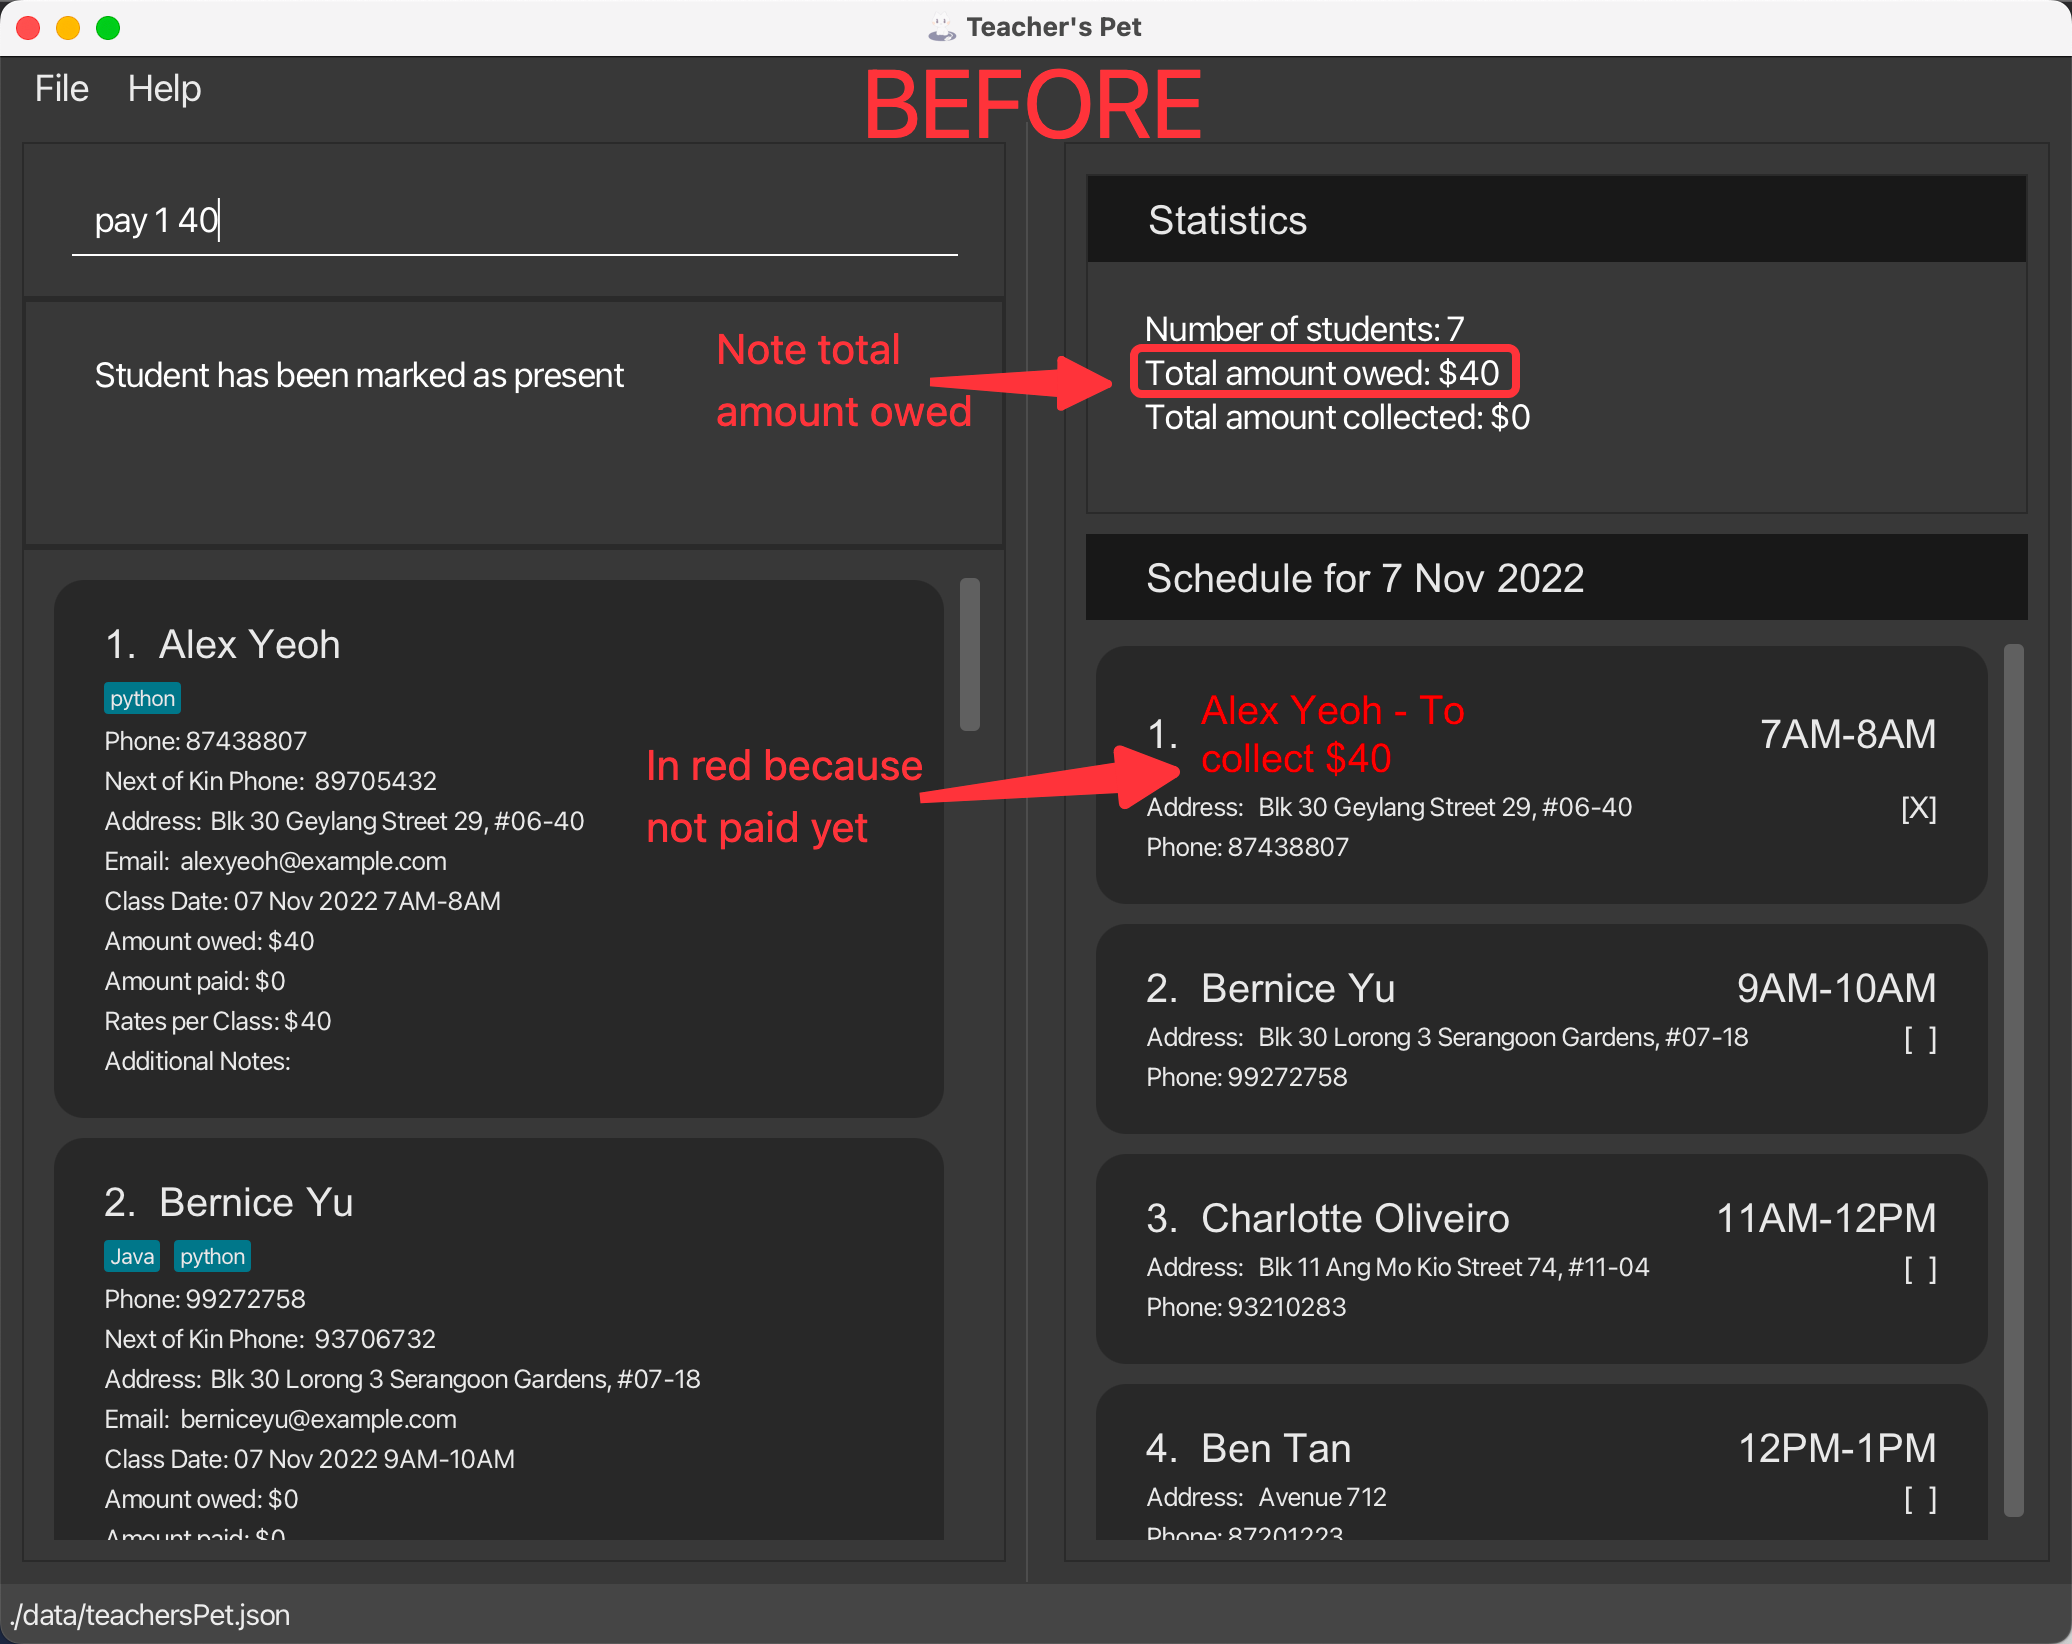 Teacher's Pet
File Help
BEFORE
pay 1 40
Student has been marked as present
Note total
amount owed
Statistics
Number of students: 7
Total amount owed: $40
Total amount collected: $0
1. Alex Yeoh
python
Phone: 87438807
Next of Kin Phone: 89705432
Address: Blk 30 Geylang Street 29, #06-40
Email: alexyeoh@example.com
Class Date: 07 Nov 2022 7AM-8AM
Amount owed: $40
Amount paid: $0
Rates per Class: $40
Additional Notes:
In red because
not paid yet
2. Bernice Yu
Java python
Phone: 99272758
Next of Kin Phone: 93706732
Address: Blk 30 Lorong 3 Serangoon Gardens, #07-18
Email: berniceyu@example.com
Class Date: 07 Nov 2022 9AM-10AM
Amount owed: $0
Amount paid: $0
Schedule for 7 Nov 2022
1. Alex Yeoh - To
collect $40
7AM-8AM
Address: Blk 30 Geylang Street 29, #06-40 [X]
Phone: 87438807
2. Bernice Yu 9AM-10AM
Address: Blk 30 Lorong 3 Serangoon Gardens, #07-18 [ ]
Phone: 99272758
3. Charlotte Oliveiro 11AM-12PM
Address: Blk 11 Ang Mo Kio Street 74, #11-04 [ ]
Phone: 93210283
4. Ben Tan 12PM-1PM
Address: Avenue 712 [ ]
Phone: 87201223
./data/teachersPet.json